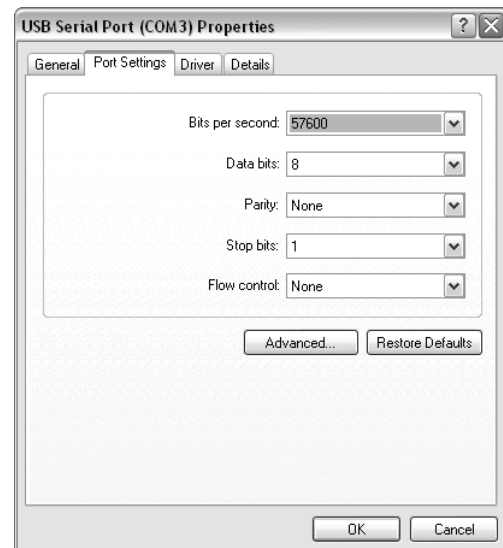 USB Serial Port (COM3) Properties
General Port Settings Driver Details
Bits per second: 57600
Data bits: 8
Parity: None
Stop bits: 1
Flow control: None
Advanced... Restore Defaults
OK Cancel